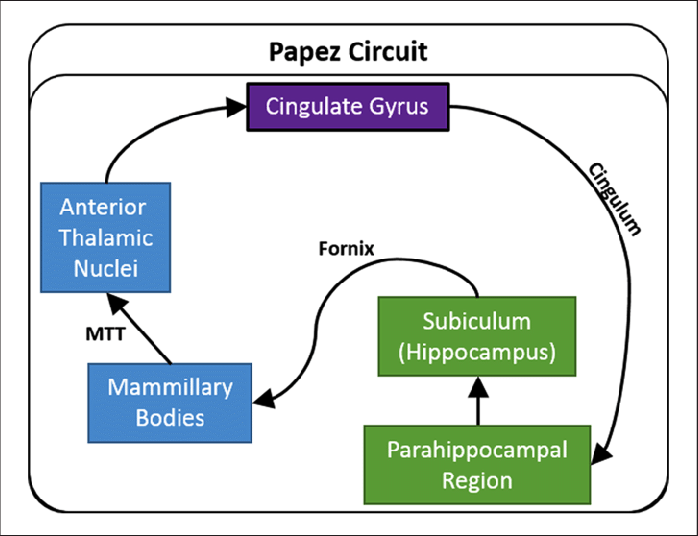 Papez Circuit
Cingulate Gyrus
Cingulum
Anterior
Thalamic
Nuclei
Fornix
Subiculum
(Hippocampus)
MTT
Mammillary
Bodies
Parahippocampal
Region